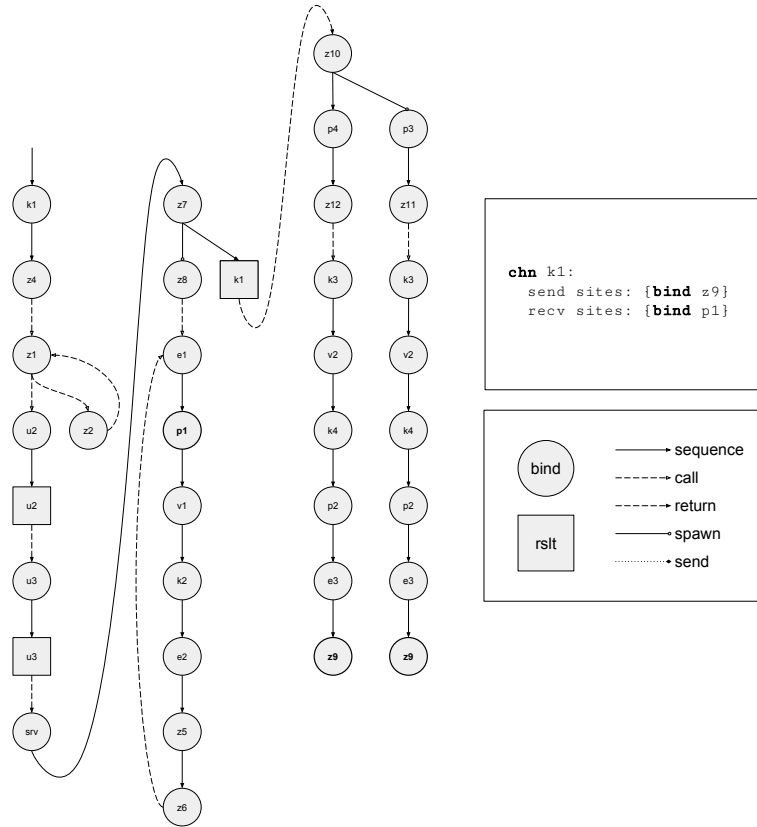 z10
p4
p3
k1
z7
z12
z11
z4
z8
k1
k3
k3
z1
e1
v2
v2
u2
z2
p1
k4
k4
u2
v1
p2
p2
u3
k2
e3
e3
u3
e2
z9
z9
srv
z5
z6
chn k1:
send sites: {bind z9}
recv sites: {bind p1}
bind
rslt
sequence
call
return
spawn
send